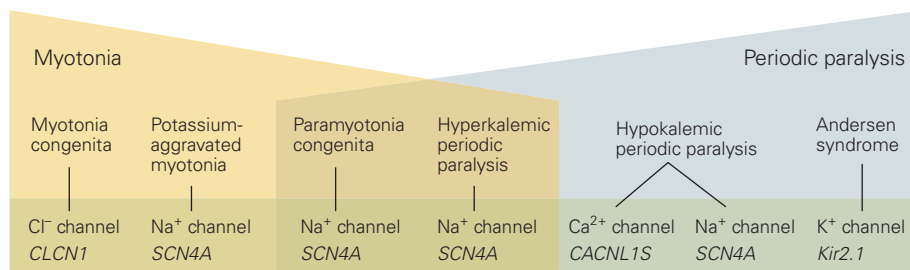 Myotonia
Periodic paralysis
Myotonia
congenita
Potassium-
aggravated
myotonia
Paramyotonia
congenita
Hyperkalemic
periodic
paralysis
Hypokalemic
periodic paralysis
Andersen
syndrome
Cl⁻ channel
CLCN1
Na⁺ channel
SCN4A
Na⁺ channel
SCN4A
Na⁺ channel
SCN4A
Ca²⁺ channel
CACNL1S
Na⁺ channel
SCN4A
K⁺ channel
Kir2.1